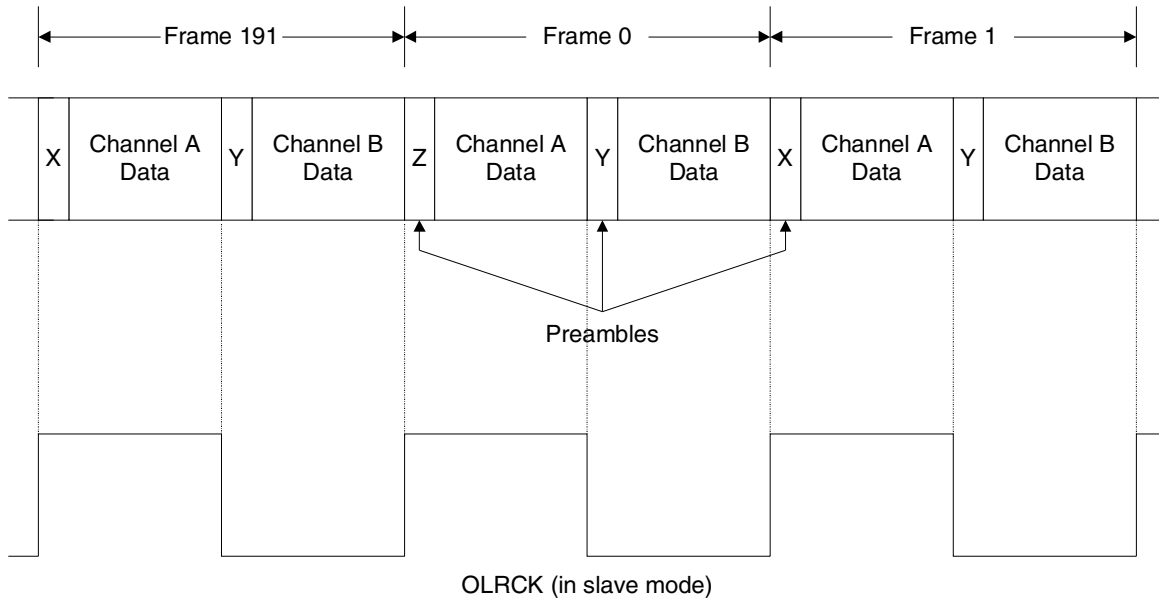 Frame 191
Frame 0
Frame 1
X
Channel A
Data
Y
Channel B
Data
Z
Channel A
Data
Y
Channel B
Data
X
Channel A
Data
Y
Channel B
Data
Preambles
OLRCK (in slave mode)